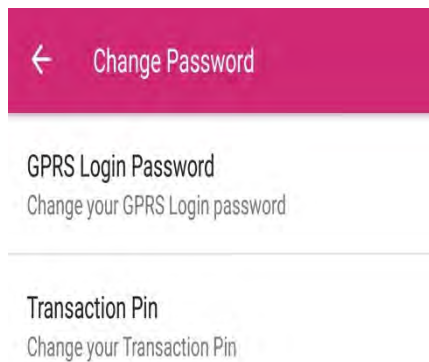 Change Password
GPRS Login Password
Change your GPRS Login password
Transaction Pin
Change your Transaction Pin